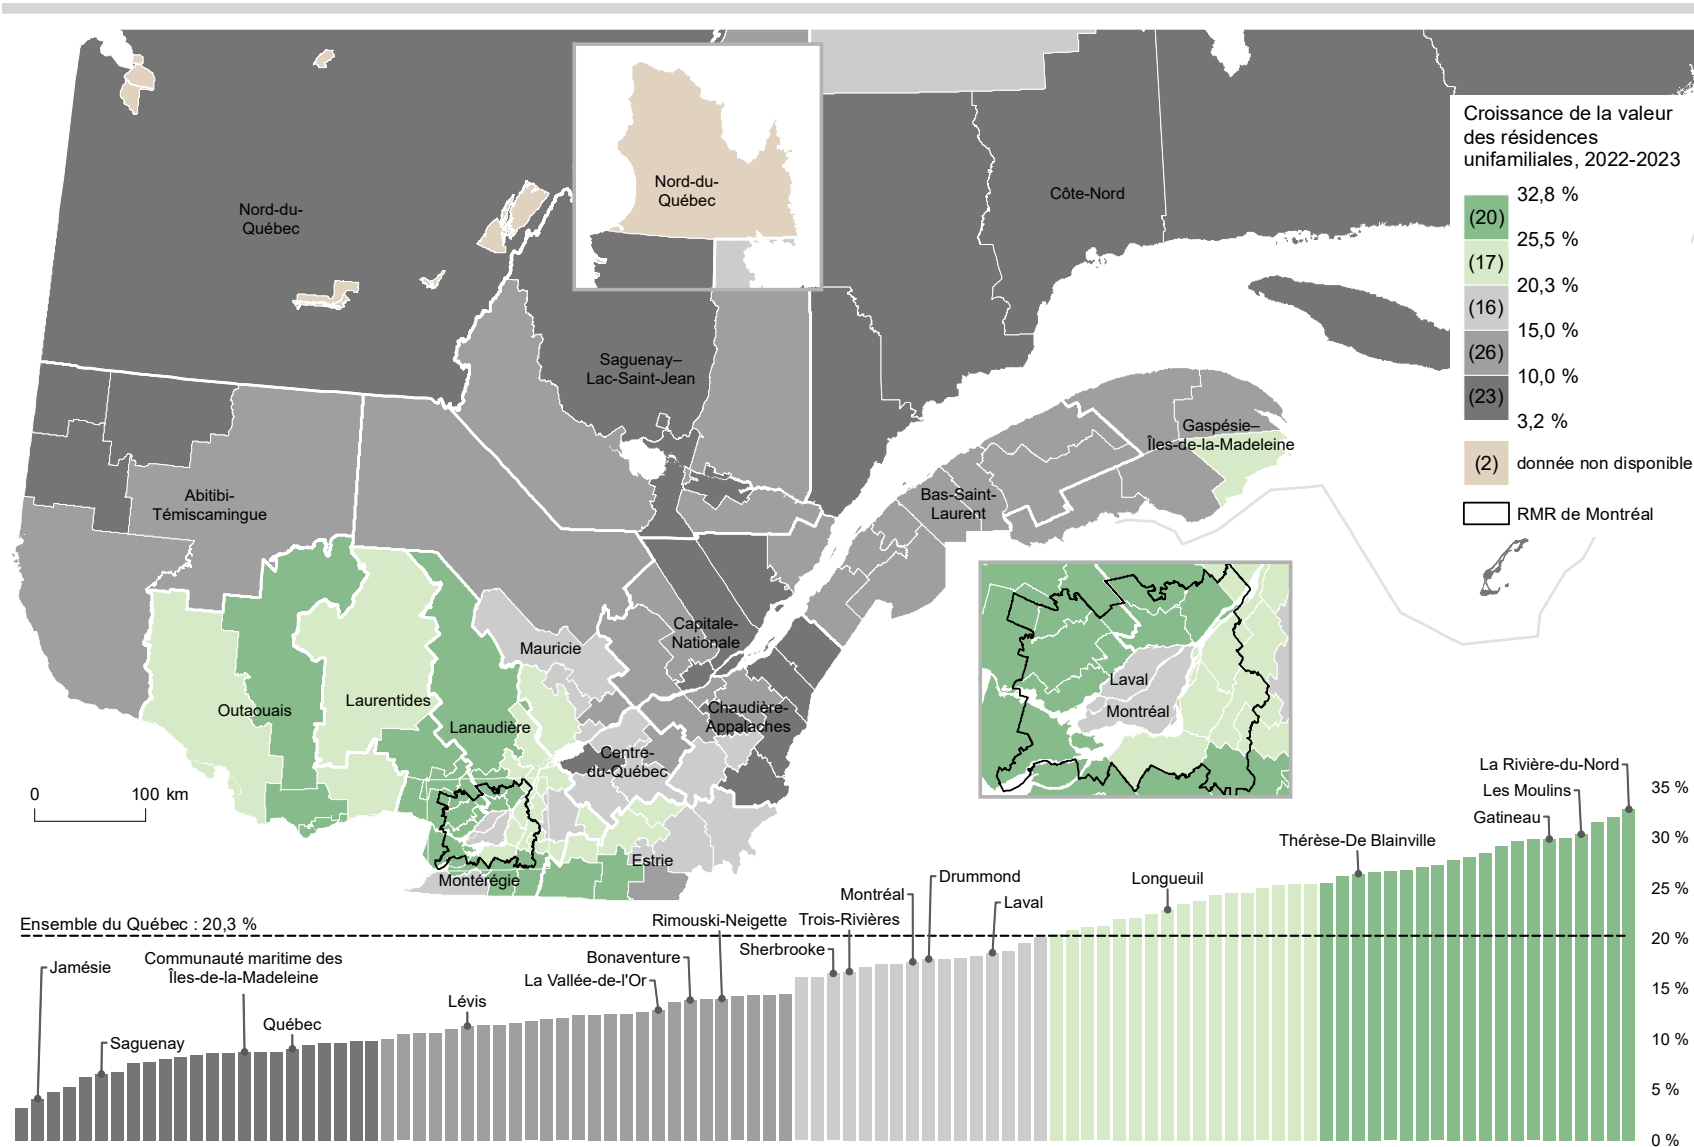 Croissance de la valeur
des résidences
unifamiliales, 2022-2023
32,8 %
(20)
25,5 %
(17)
20,3 %
(16)
15,0 %
(26)
10,0 %
(23)
3,2 %
(2) donnée non disponible
RMR de Montréal
Nord-du-
Québec
Nord-du-
Québec
Côte-Nord
Saguenay–
Lac-Saint-Jean
Gaspésie–
Îles-de-la-Madeleine
Abitibi-
Témiscamingue
Bas-Saint-
Laurent
Capitale-
Nationale
Mauricie
Outaouais
Laurentides
Lanaudière
Chaudière-
Appalaches
Centre-
du-Québec
Estrie
Montérégie
Laval
Montréal
0 100 km
Ensemble du Québec : 20,3 %
Jamésie
Saguenay
Communauté maritime des
Îles-de-la-Madeleine
Québec
Lévis
La Vallée-de-l'Or
Bonaventure
Rimouski-Neigette
Sherbrooke
Trois-Rivières
Montréal
Drummond
Laval
Longueuil
Thérèse-De Blainville
Gatineau
Les Moulins
La Rivière-du-Nord
35 %
30 %
25 %
20 %
15 %
10 %
5 %
0 %